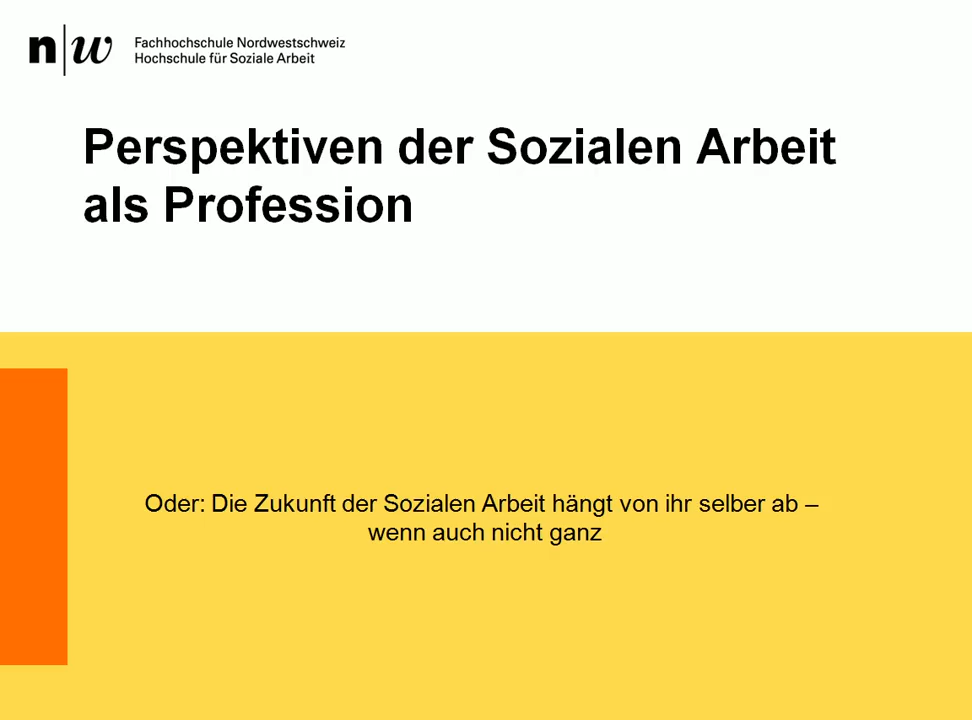 n|w Fachhochschule Nordwestschweiz
Hochschule für Soziale Arbeit
Perspektiven der Sozialen Arbeit
als Profession
Oder: Die Zukunft der Sozialen Arbeit hängt von ihr selber ab –
wenn auch nicht ganz